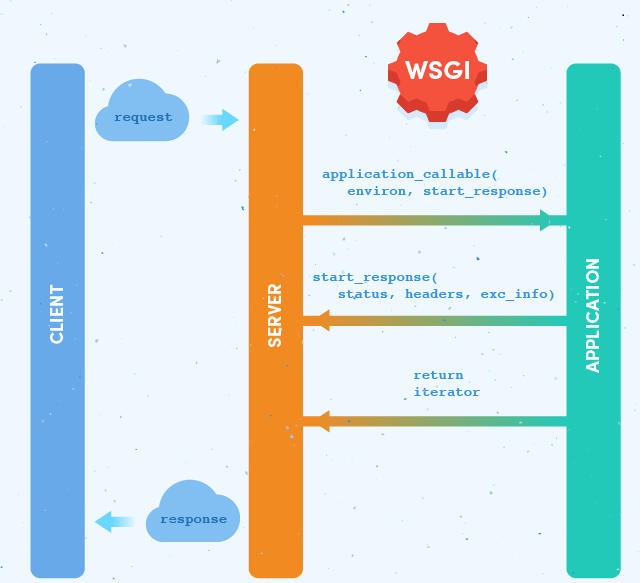 WSGI
request
application_callable(
environ, start_response)
CLIENT
SERVER
APPLICATION
start_response(
status, headers, exc_info)
return
iterator
response